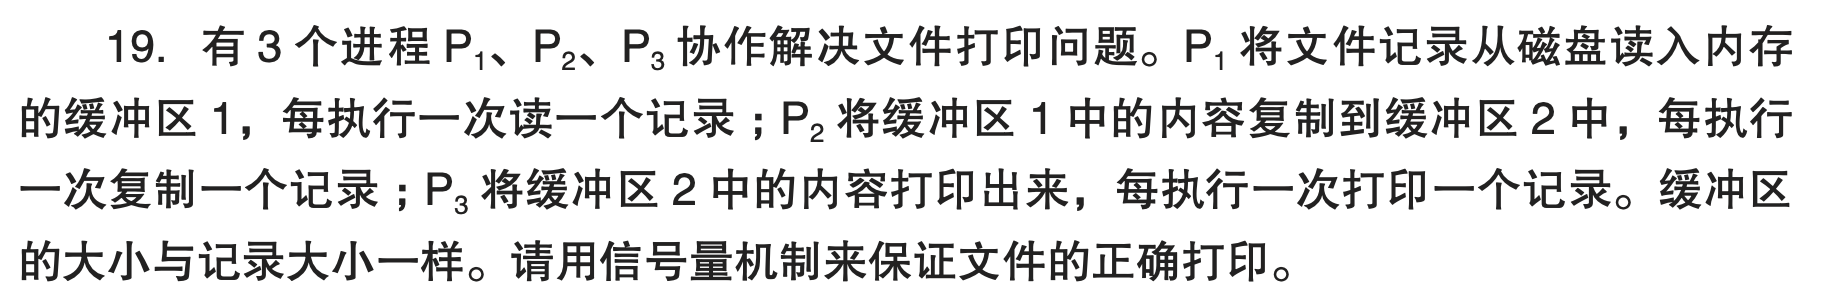 19. 有 3 个进程 P₁、P₂、P₃ 协作解决文件打印问题。P₁ 将文件记录从磁盘读入内存
的缓冲区 1，每执行一次读一个记录；P₂ 将缓冲区 1 中的内容复制到缓冲区 2 中，每执行
一次复制一个记录；P₃ 将缓冲区 2 中的内容打印出来，每执行一次打印一个记录。缓冲区
的大小与记录大小一样。请用信号量机制来保证文件的正确打印。